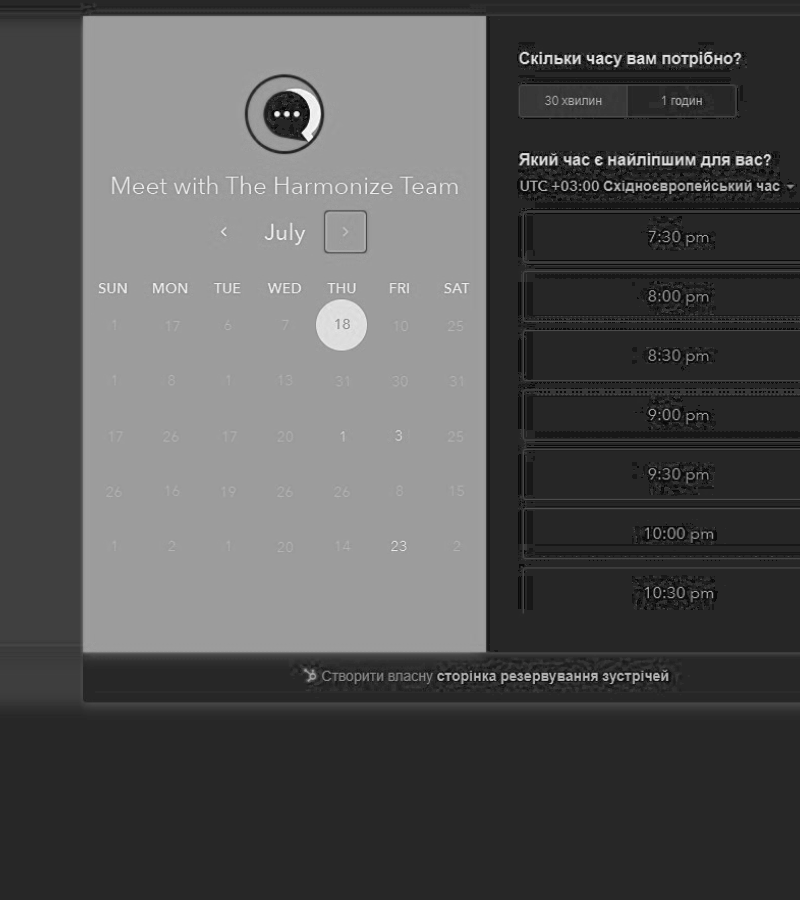 Meet with The Harmonize Team
July
SUN MON TUE WED THU FRI SAT
1 17 6 7 18 10 25
1 8 1 13 31 30 31
17 26 17 20 1 3 25
26 16 19 26 26 8 15
1 2 1 20 14 23 2
Скільки часу вам потрібно?
30 хвилин 1 годин
Який час є найліпшим для вас?
UTC +03:00 Східноєвропейський час
7:30 pm
8:00 pm
8:30 pm
9:00 pm
9:30 pm
10:00 pm
10:30 pm
Створити власну сторінка резервування зустрічей